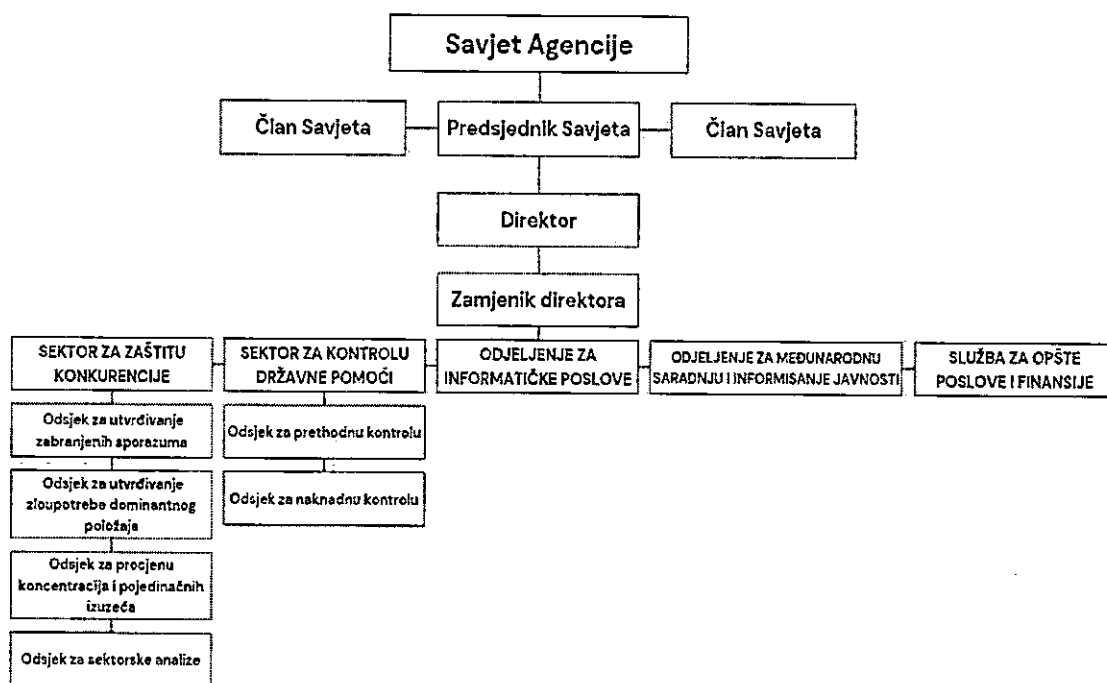 Savjet Agencije
Član Savjeta
Predsjednik Savjeta
Član Savjeta
Direktor
Zamjenik direktora
SEKTOR ZA ZAŠTITU
KONKURENCIJE
SEKTOR ZA KONTROLU
DRŽAVNE POMOĆI
ODJELJENJE ZA
INFORMATIČKE POSLOVE
ODJELJENJE ZA MEĐUNARODNU
SARADNJU I INFORMISANJE JAVNOSTI
SLUŽBA ZA OPŠTE
POSLOVE I FINANSIJE
Odsjek za utvrđivanje
zabranjenih sporazuma
Odsjek za utvrđivanje
zloupotrebe dominantnog
položaja
Odsjek za procjenu
koncentracija i pojedinačnih
izuzeća
Odsjek za sektorske analize
Odsjek za prethodnu kontrolu
Odsjek za naknadnu kontrolu